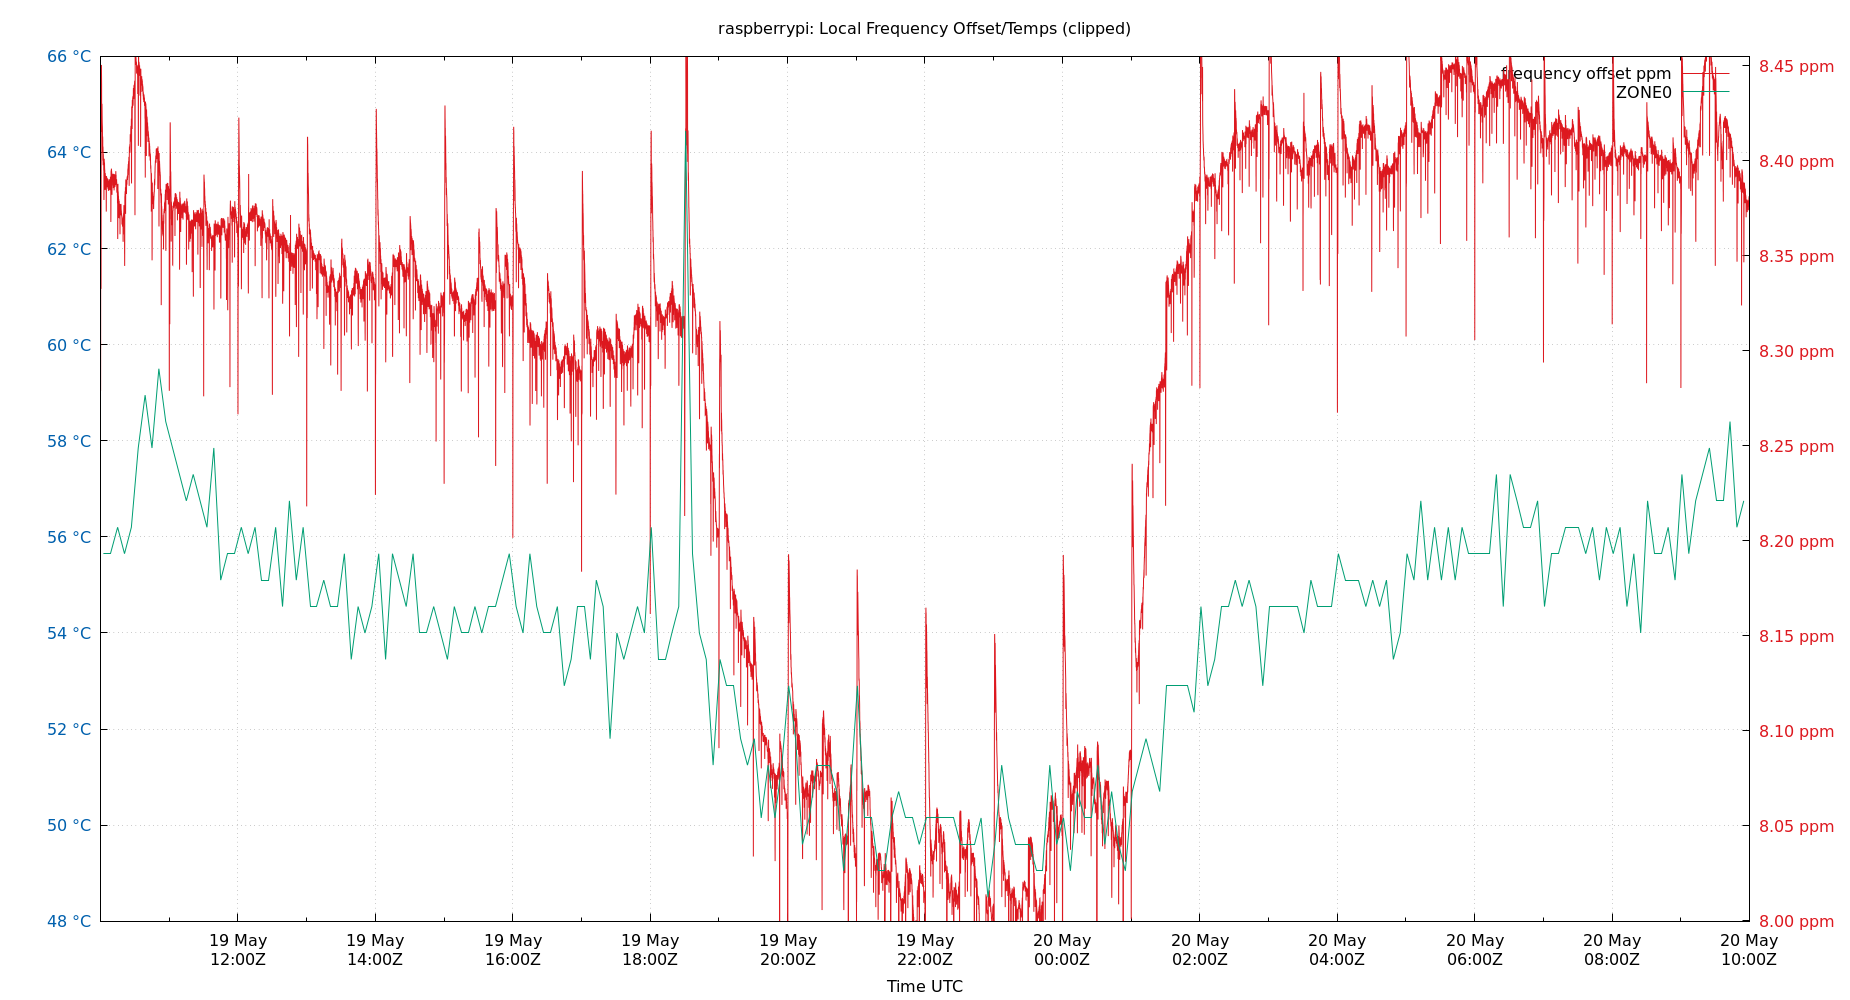 raspberrypi: Local Frequency Offset/Temps (clipped)
66 °C
64 °C
62 °C
60 °C
58 °C
56 °C
54 °C
52 °C
50 °C
48 °C
8.45 ppm
8.40 ppm
8.35 ppm
8.30 ppm
8.25 ppm
8.20 ppm
8.15 ppm
8.10 ppm
8.05 ppm
8.00 ppm
frequency offset ppm
ZONE0
19 May
12:00Z
19 May
14:00Z
19 May
16:00Z
19 May
18:00Z
19 May
20:00Z
19 May
22:00Z
20 May
00:00Z
20 May
02:00Z
20 May
04:00Z
20 May
06:00Z
20 May
08:00Z
20 May
10:00Z
Time UTC